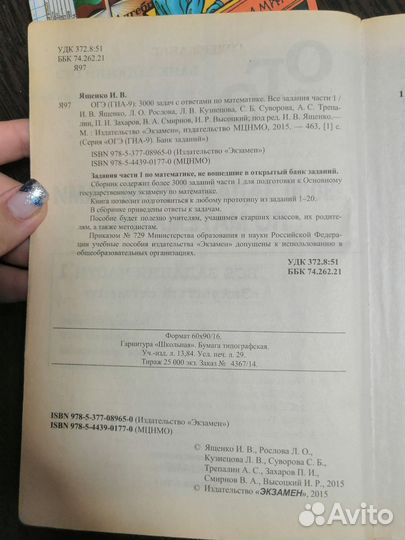 УДК 372.8:51
ББК 74.262.21
Я97
Ященко И. В.
Я97 ОГЭ (ГИА-9): 3000 задач с ответами по математике. Все задания части 1 /
И. В. Ященко, Л. О. Рослова, Л. В. Кузнецова, С. Б. Суворова, А. С. Трепа-
лин, П. И. Захаров, В. А. Смирнов, И. Р. Высоцкий; под ред. И. В. Ященко.—
М. : Издательство «Экзамен», издательство МЦНМО, 2015. — 463, [1] с.
(Серия «ОГЭ (ГИА-9). Банк заданий»)
ISBN 978-5-377-08965-0 (Издательство «Экзамен»)
ISBN 978-5-4439-0177-0 (МЦНМО)
Задания части 1 по математике, не вошедшие в открытый банк заданий.
Сборник содержит более 3000 заданий части 1 для подготовки к Основному
государственному экзамену по математике.
Книга позволит подготовиться к любому прототипу из заданий 1–20.
В сборнике приведены ответы к задачам.
Пособие будет полезно учителям, учащимся старших классов, их родите-
лям, а также методистам.
Приказом № 729 Министерства образования и науки Российской Федера-
ции учебные пособия издательства «Экзамен» допущены к использованию в
общеобразовательных организациях.
УДК 372.8:51
ББК 74.262.21
Формат 60х90/16.
Гарнитура «Школьная». Бумага типографская.
Уч.-изд. л. 13,84. Усл. печ. л. 29.
Тираж 25 000 экз. Заказ № 4367/14.
ISBN 978-5-377-08965-0 (Издательство «Экзамен»)
ISBN 978-5-4439-0177-0 (МЦНМО)
© Ященко И. В., Рослова Л. О.,
Кузнецова Л. В., Суворова С. Б.,
Трепалин А. С., Захаров П. И.,
Смирнов В. А., Высоцкий И. Р., 2015
© Издательство «ЭКЗАМЕН», 2015
1
Avito